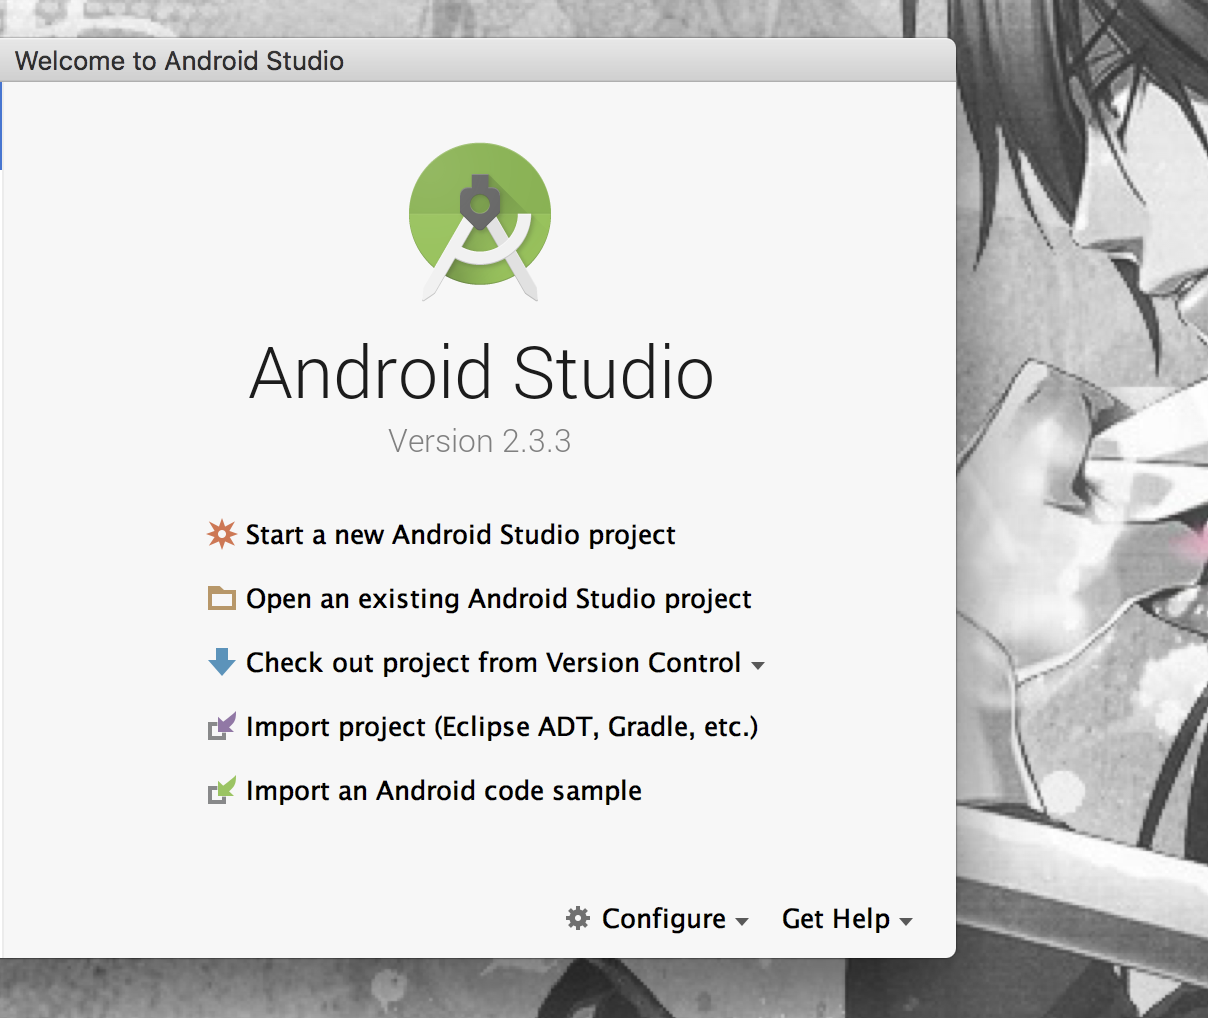 Welcome to Android Studio
Android Studio
Version 2.3.3
Start a new Android Studio project
Open an existing Android Studio project
Check out project from Version Control
Import project (Eclipse ADT, Gradle, etc.)
Import an Android code sample
Configure
Get Help